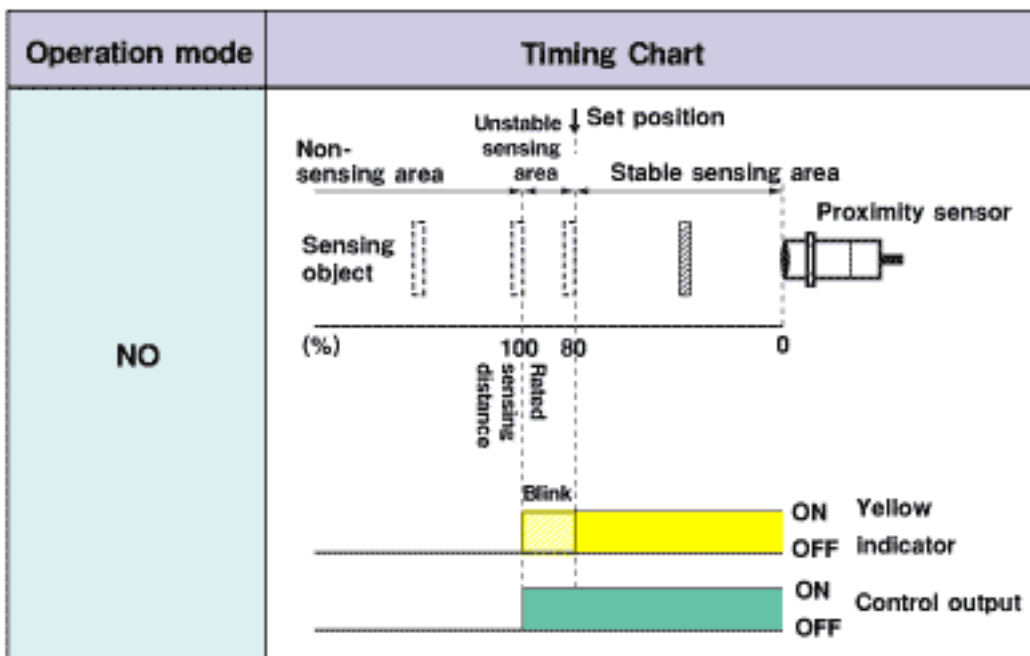 Operation mode
Timing Chart
NO
Unstable
sensing
area
Set position
Non-
sensing area
Stable sensing area
Proximity sensor
Sensing
object
(%)
100
80
0
Rated
sensing
distance
Blink
ON
OFF
Yellow
indicator
ON
OFF
Control output